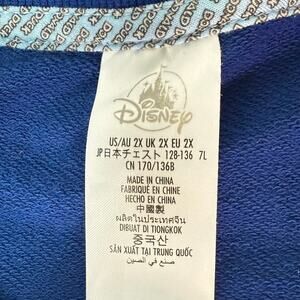 Disney
US/AU 2X UK 2X EU 2X
JP日本チェスト 128-136 7L
CN 170/136B
MADE IN CHINA
FABRIQUÉ EN CHINE
HECHO EN CHINA
中國製
ผลิตในประเทศจีน
DIBUAT DI TIONGKOK
중국산
SẢN XUẤT TẠI TRUNG QUỐC
صنع في الصين